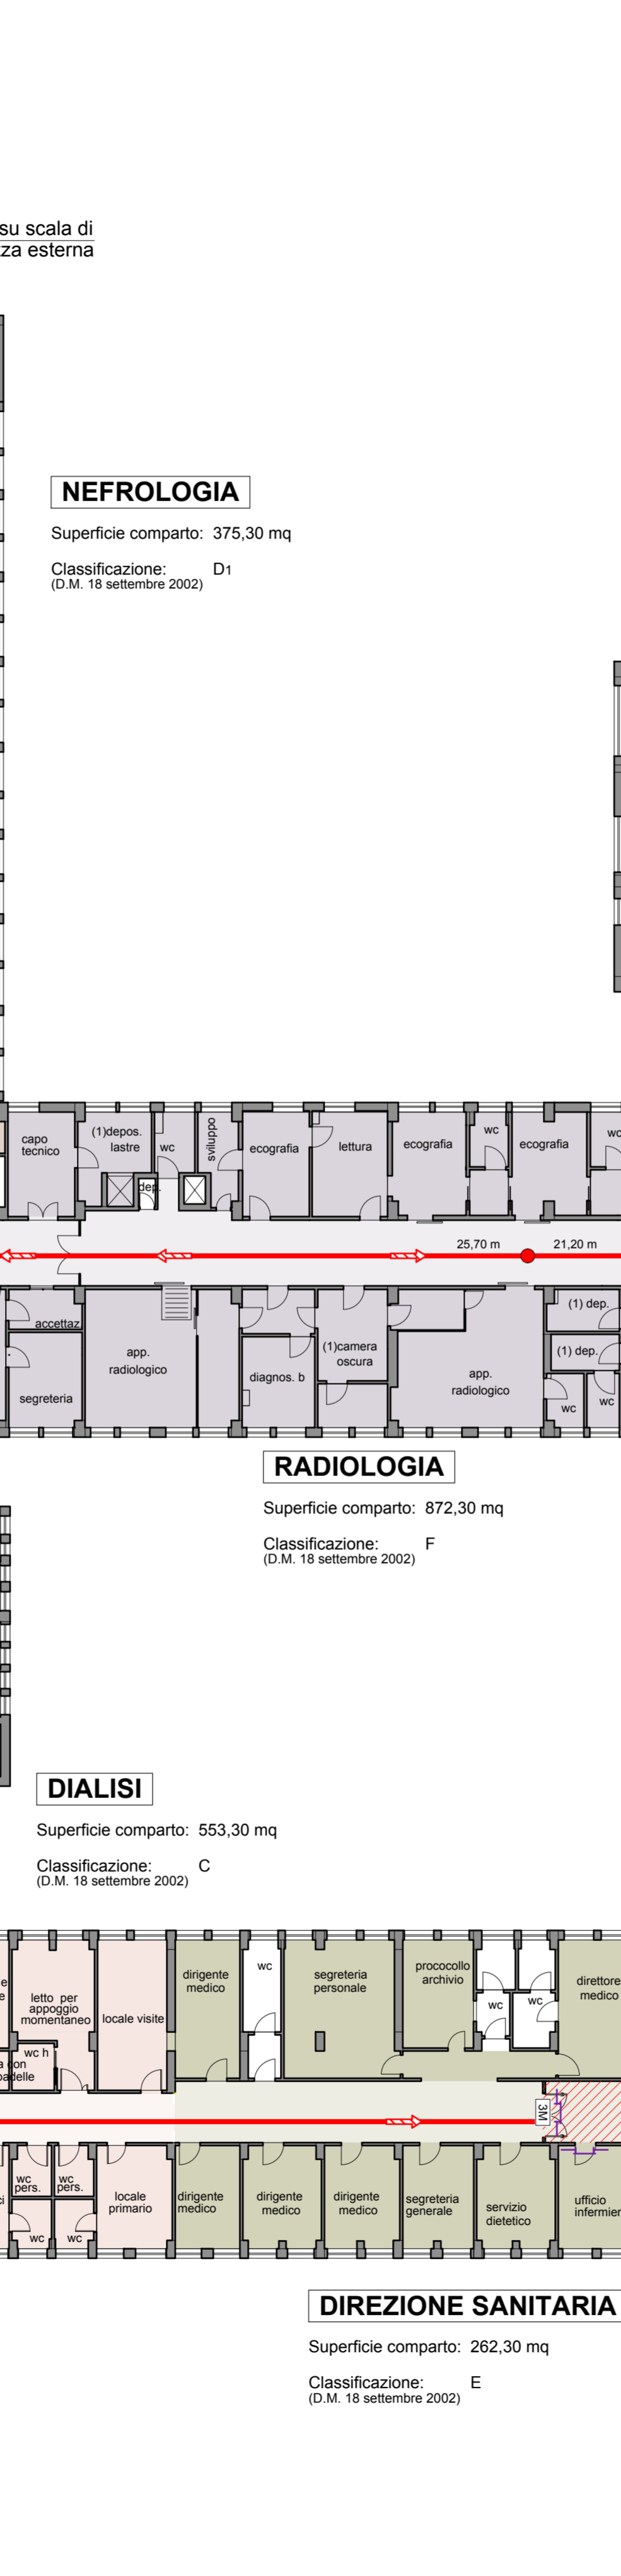 su scala di
za esterna
NEFROLOGIA
Superficie comparto: 375,30 mq
Classificazione: D1
(D.M. 18 settembre 2002)
capo
tecnico
(1)depos.
lastre
wc
dep.
sviluppo
ecografia
lettura
ecografia
wc
ecografia
wc
25,70 m
21,20 m
accettaz.
segreteria
app.
radiologico
diagnos. b
(1)camera
oscura
app.
radiologico
(1) dep.
(1) dep.
wc
wc
RADIOLOGIA
Superficie comparto: 872,30 mq
Classificazione: F
(D.M. 18 settembre 2002)
DIALISI
Superficie comparto: 553,30 mq
Classificazione: C
(D.M. 18 settembre 2002)
e
e
letto per
appoggio
momentaneo
wc h
a con
padelle
locale visite
dirigente
medico
wc
segreteria
personale
prococollo
archivio
wc
wc
direttore
medico
3M
ci
wc
pers.
wc
pers.
wc
wc
locale
primario
dirigente
medico
dirigente
medico
dirigente
medico
segreteria
generale
servizio
dietetico
ufficio
infermier
DIREZIONE SANITARIA
Superficie comparto: 262,30 mq
Classificazione: E
(D.M. 18 settembre 2002)